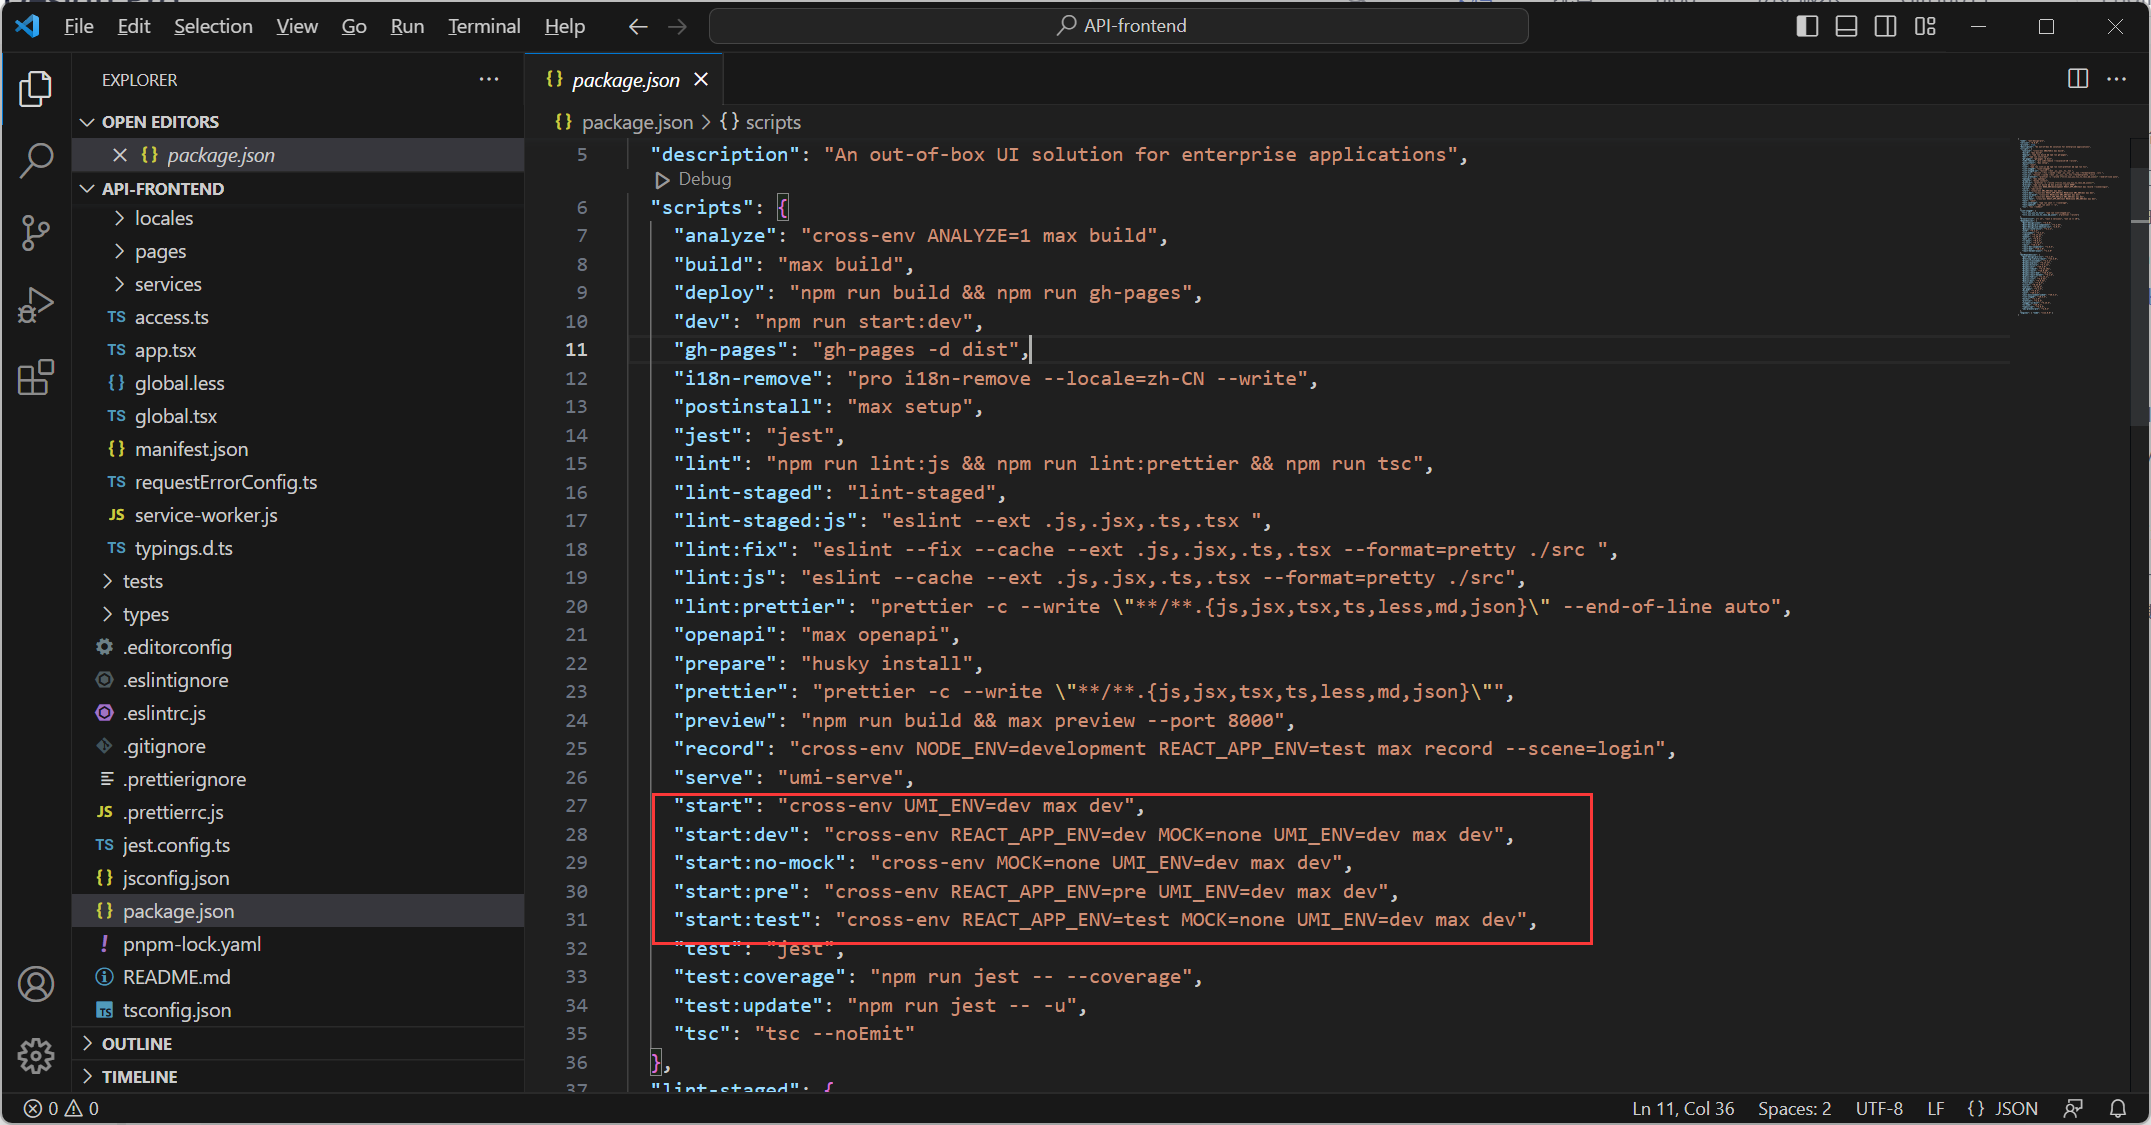 File Edit Selection View Go Run Terminal Help
API-frontend
EXPLORER
OPEN EDITORS
package.json
API-FRONTEND
locales
pages
services
TS access.ts
TS app.tsx
{} global.less
TS global.tsx
{} manifest.json
TS requestErrorConfig.ts
JS service-worker.js
TS typings.d.ts
tests
types
.editorconfig
.eslintignore
.eslintrc.js
.gitignore
.prettierignore
JS .prettierrc.js
TS jest.config.ts
{} jsconfig.json
{} package.json
! pnpm-lock.yaml
README.md
TS tsconfig.json
OUTLINE
TIMELINE
{} package.json
{} package.json > {} scripts
5 "description": "An out-of-box UI solution for enterprise applications",
Debug
6 "scripts": {
7 "analyze": "cross-env ANALYZE=1 max build",
8 "build": "max build",
9 "deploy": "npm run build && npm run gh-pages",
10 "dev": "npm run start:dev",
11 "gh-pages": "gh-pages -d dist",
12 "i18n-remove": "pro i18n-remove --locale=zh-CN --write",
13 "postinstall": "max setup",
14 "jest": "jest",
15 "lint": "npm run lint:js && npm run lint:prettier && npm run tsc",
16 "lint-staged": "lint-staged",
17 "lint-staged:js": "eslint --ext .js,.jsx,.ts,.tsx ",
18 "lint:fix": "eslint --fix --cache --ext .js,.jsx,.ts,.tsx --format=pretty ./src ",
19 "lint:js": "eslint --cache --ext .js,.jsx,.ts,.tsx --format=pretty ./src",
20 "lint:prettier": "prettier -c --write \"**/**.{js,jsx,tsx,ts,less,md,json}\" --end-of-line auto",
21 "openapi": "max openapi",
22 "prepare": "husky install",
23 "prettier": "prettier -c --write \"**/**.{js,jsx,tsx,ts,less,md,json}\"",
24 "preview": "npm run build && max preview --port 8000",
25 "record": "cross-env NODE_ENV=development REACT_APP_ENV=test max record --scene=login",
26 "serve": "umi-serve",
27 "start": "cross-env UMI_ENV=dev max dev",
28 "start:dev": "cross-env REACT_APP_ENV=dev MOCK=none UMI_ENV=dev max dev",
29 "start:no-mock": "cross-env MOCK=none UMI_ENV=dev max dev",
30 "start:pre": "cross-env REACT_APP_ENV=pre UMI_ENV=dev max dev",
31 "start:test": "cross-env REACT_APP_ENV=test MOCK=none UMI_ENV=dev max dev",
32 "test": "jest",
33 "test:coverage": "npm run jest -- --coverage",
34 "test:update": "npm run jest -- -u",
35 "tsc": "tsc --noEmit"
36 },
37 "lint-staged": {
0 0
Ln 11, Col 36 Spaces: 2 UTF-8 LF {} JSON